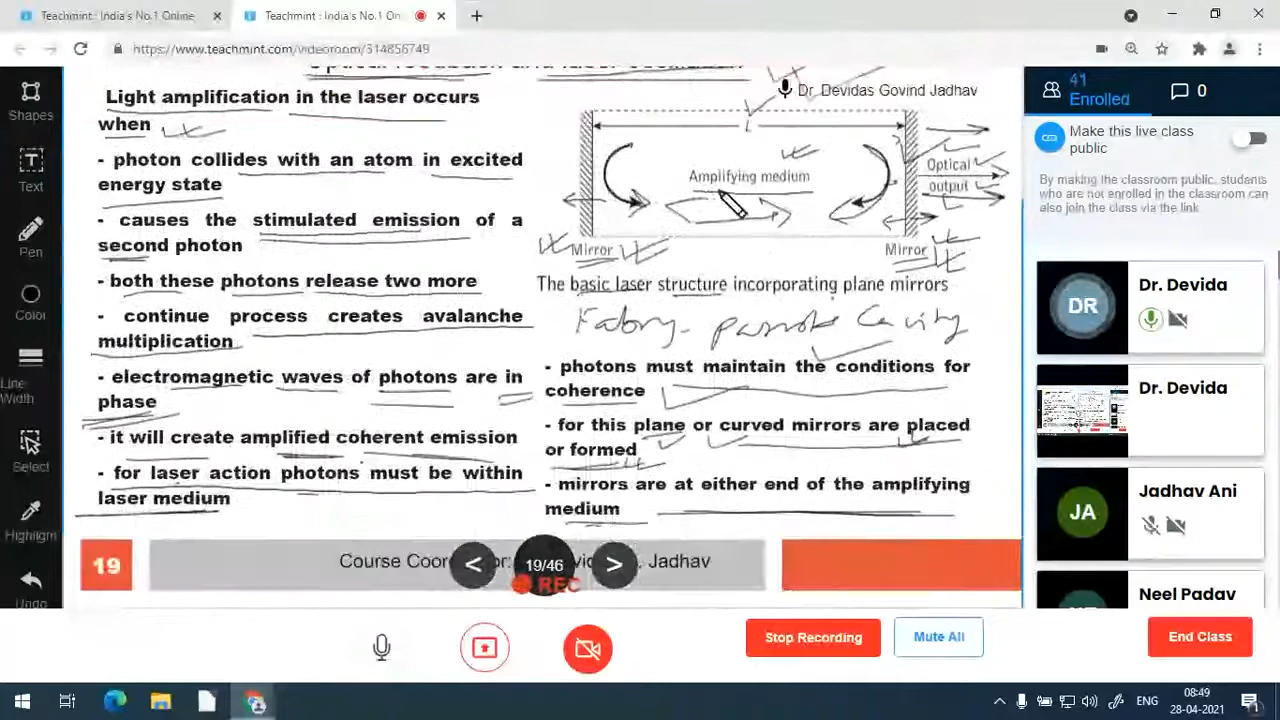 Teachmint : India's No.1 Online
Teachmint : India's No.1 On
https://www.teachmint.com/videoroom/314856749
Optical feedback and laser oscillation
Shapes
Text
Pen
Color
Line
Width
Select
Highligh
Undo
Light amplification in the laser occurs
when
- photon collides with an atom in excited
energy state
- causes the stimulated emission of a
second photon
- both these photons release two more
- continue process creates avalanche
multiplication
- electromagnetic waves of photons are in
phase
- it will create amplified coherent emission
- for laser action photons must be within
laser medium
Dr. Devidas Govind Jadhav
L
Amplifying medium
Optical
output
Mirror
Mirror
The basic laser structure incorporating plane mirrors
Fabry-
Cavity
- photons must maintain the conditions for
coherence
- for this plane or curved mirrors are placed
or formed
- mirrors are at either end of the amplifying
medium
19
Course Coor
Jadhav
<
19/46
>
REC
41
Enrolled
0
Make this live class
public
By making the classroom public, students
who are not enrolled in the classroom can
also join the class via the link
DR
Dr. Devida
Dr. Devida
JA
Jadhav Ani
Neel Padav
Stop Recording
Mute All
End Class
ENG
08:49
28-04-2021
1